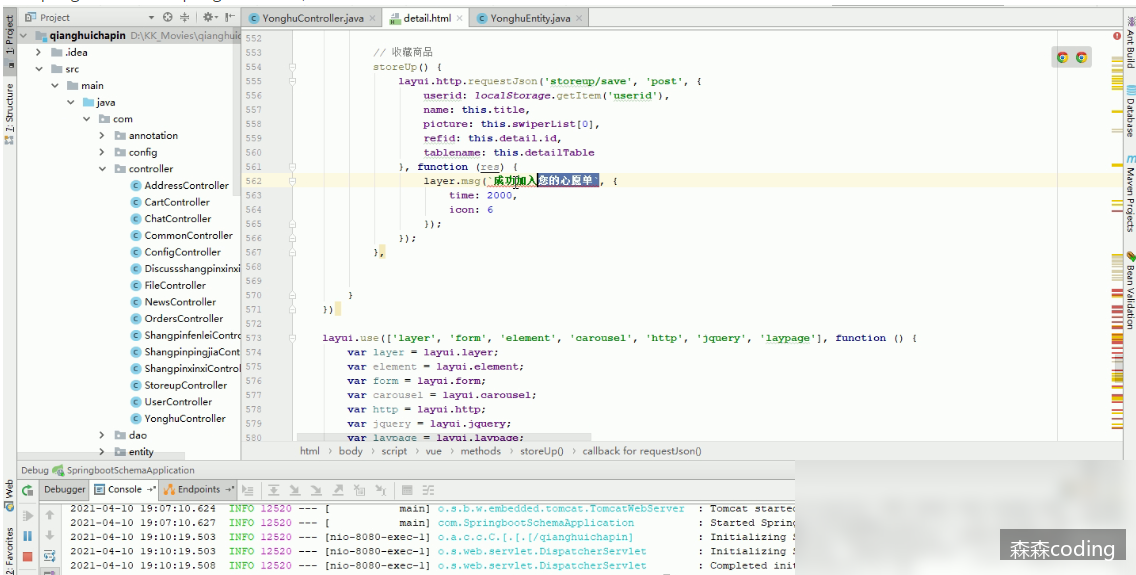 Project
YonghuController.java
detail.html
YonghuEntity.java
1: Project
Z: Structure
Web
2: Favorites
qianghuichapin D:\KK_Movies\qianghuic
.idea
src
main
java
com
annotation
config
controller
AddressController
CartController
ChatController
CommonController
ConfigController
Discussshangpinxinxi
FileController
NewsController
OrdersController
ShangpinfenleiContro
ShangpinpingjiaCont
ShangpinxinxiControl
StoreupController
UserController
YonghuController
dao
entity
552
553 // 收藏商品
554 storeUp() {
555 layui.http.requestJson('storeup/save', 'post', {
556 userid: localStorage.getItem('userid'),
557 name: this.title,
558 picture: this.swiperList[0],
559 refid: this.detail.id,
560 tablename: this.detailTable
561 }, function (res) {
562 layer.msg(`成功加入您的心愿单`, {
563 time: 2000,
564 icon: 6
565 });
566 });
567 },
568
569
570 }
571 })
572
573 layui.use(['layer', 'form', 'element', 'carousel', 'http', 'jquery', 'laypage'], function () {
574 var layer = layui.layer;
575 var element = layui.element;
576 var form = layui.form;
577 var carousel = layui.carousel;
578 var http = layui.http;
579 var jquery = layui.jquery;
580 var laypage = layui.laypage;
html › body › script › vue › methods › storeUp() › callback for requestJson()
Ant Build
Database
Maven Projects
Bean Validation
Debug SpringbootSchemaApplication
Debugger Console Endpoints
2021-04-10 19:07:10.624 INFO 12520 --- [ main] o.s.b.w.embedded.tomcat.TomcatWebServer : Tomcat started
2021-04-10 19:07:10.627 INFO 12520 --- [ main] com.SpringbootSchemaApplication : Started Spring
2021-04-10 19:10:19.503 INFO 12520 --- [nio-8080-exec-1] o.a.c.c.C.[.[.[/qianghuichapin] : Initializing S
2021-04-10 19:10:19.503 INFO 12520 --- [nio-8080-exec-1] o.s.web.servlet.DispatcherServlet : Initializing S
2021-04-10 19:10:19.508 INFO 12520 --- [nio-8080-exec-1] o.s.web.servlet.DispatcherServlet : Completed init
森森coding